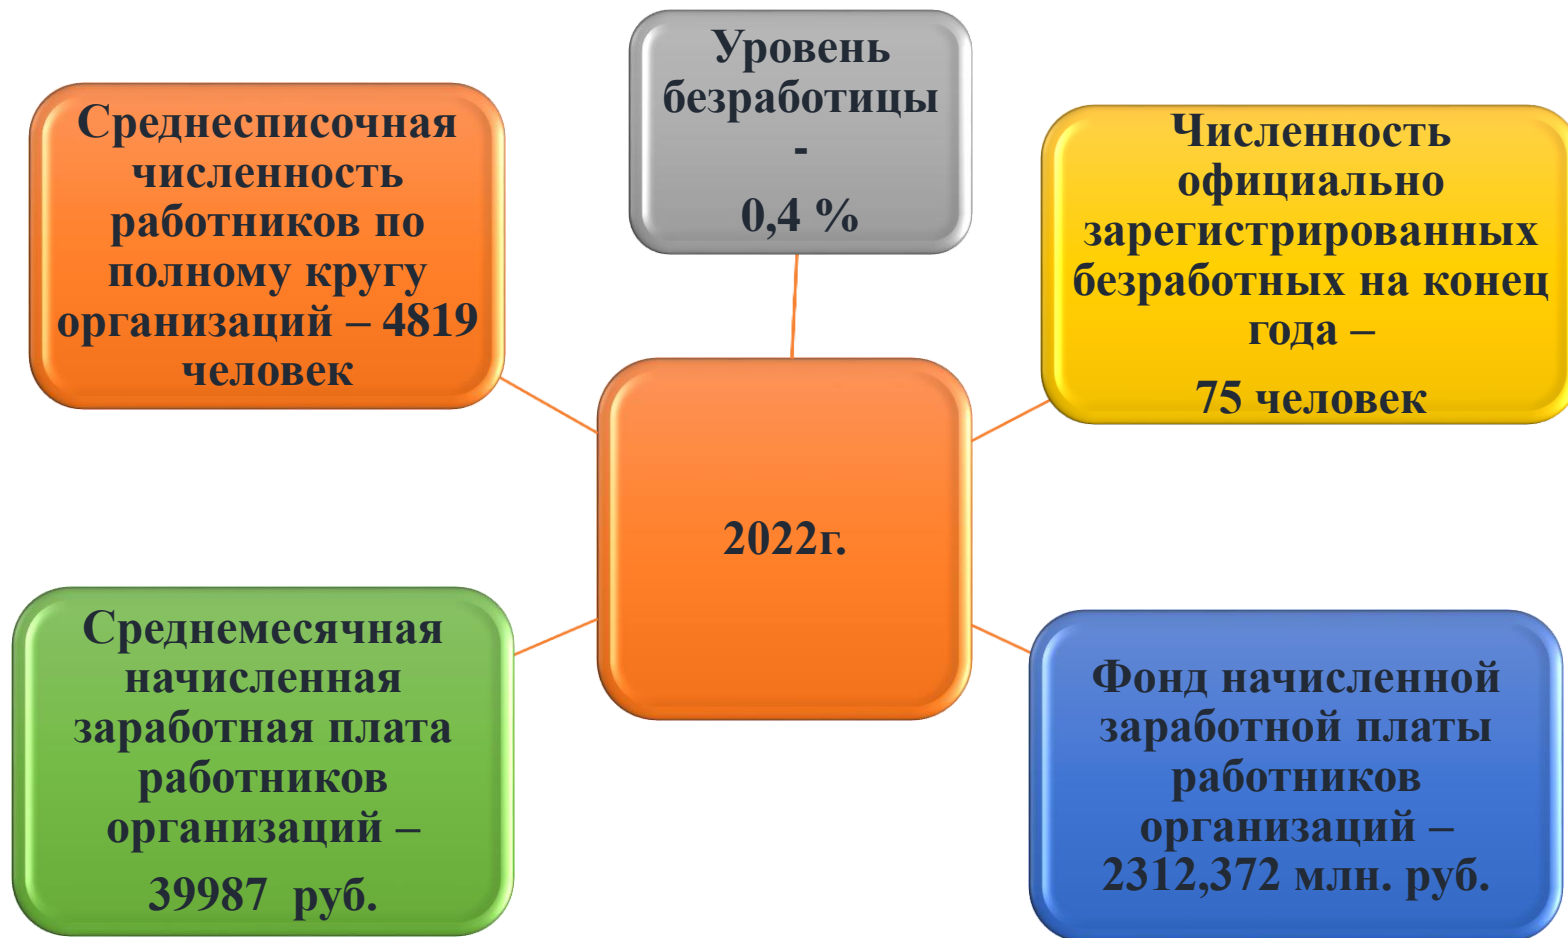 Уровень
безработицы
-
0,4 %
Среднесписочная
численность
работников по
полному кругу
организаций – 4819
человек
Численность
официально
зарегистрированных
безработных на конец
года –
75 человек
2022г.
Среднемесячная
начисленная
заработная плата
работников
организаций –
39987 руб.
Фонд начисленной
заработной платы
работников
организаций –
2312,372 млн. руб.